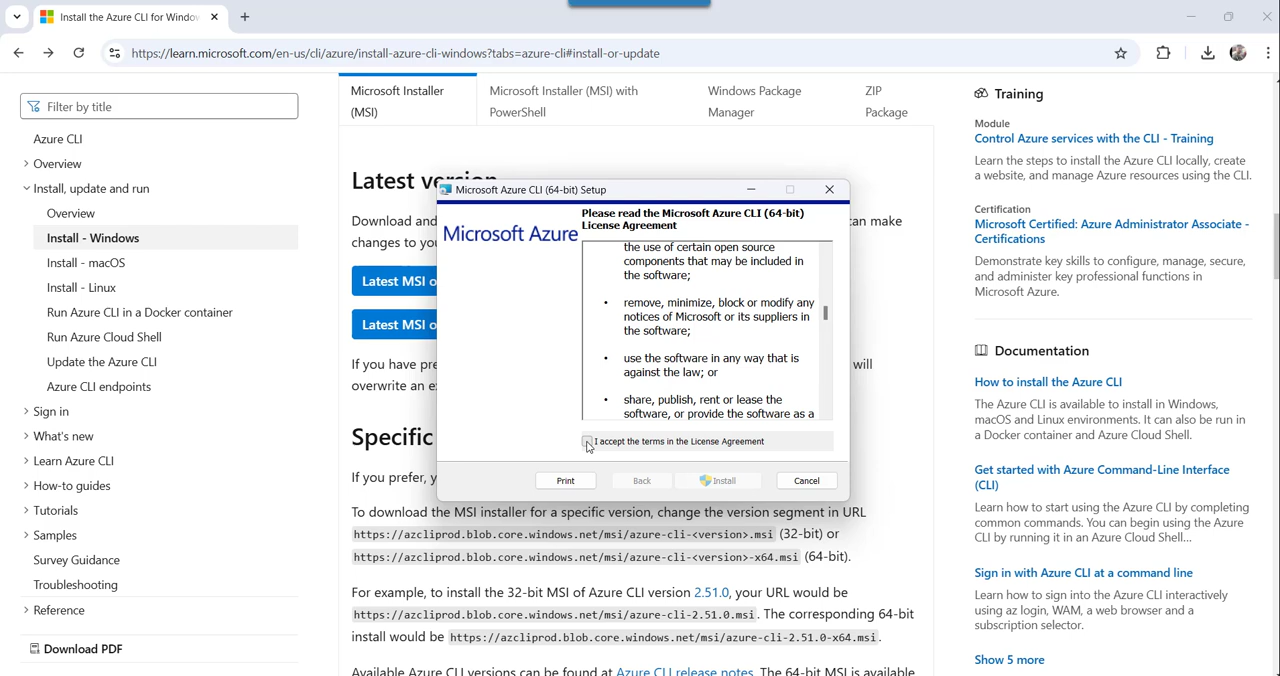 Install the Azure CLI for Window
https://learn.microsoft.com/en-us/cli/azure/install-azure-cli-windows?tabs=azure-cli#install-or-update
Filter by title
Azure CLI
Overview
Install, update and run
Overview
Install - Windows
Install - macOS
Install - Linux
Run Azure CLI in a Docker container
Run Azure Cloud Shell
Update the Azure CLI
Azure CLI endpoints
Sign in
What's new
Learn Azure CLI
How-to guides
Tutorials
Samples
Survey Guidance
Troubleshooting
Reference
Download PDF
Microsoft Installer
(MSI)
Microsoft Installer (MSI) with
PowerShell
Windows Package
Manager
ZIP
Package
Latest version
Download and
can make
changes to yo
Latest MSI o
Latest MSI o
If you have pre
will
overwrite an e
Specific
If you prefer, y
To download the MSI installer for a specific version, change the version segment in URL
https://azcliprod.blob.core.windows.net/msi/azure-cli-<version>.msi (32-bit) or
https://azcliprod.blob.core.windows.net/msi/azure-cli-<version>-x64.msi (64-bit).
For example, to install the 32-bit MSI of Azure CLI version 2.51.0, your URL would be
https://azcliprod.blob.core.windows.net/msi/azure-cli-2.51.0.msi. The corresponding 64-bit
install would be https://azcliprod.blob.core.windows.net/msi/azure-cli-2.51.0-x64.msi.
Available Azure CLI versions can be found at Azure CLI release notes. The 64-bit MSI is available
Microsoft Azure CLI (64-bit) Setup
Microsoft Azure
Please read the Microsoft Azure CLI (64-bit)
License Agreement
the use of certain open source
components that may be included in
the software;
• remove, minimize, block or modify any
notices of Microsoft or its suppliers in
the software;
• use the software in any way that is
against the law; or
• share, publish, rent or lease the
software, or provide the software as a
I accept the terms in the License Agreement
Print
Back
Install
Cancel
Training
Module
Control Azure services with the CLI - Training
Learn the steps to install the Azure CLI locally, create
a website, and manage Azure resources using the CLI.
Certification
Microsoft Certified: Azure Administrator Associate -
Certifications
Demonstrate key skills to configure, manage, secure,
and administer key professional functions in
Microsoft Azure.
Documentation
How to install the Azure CLI
The Azure CLI is available to install in Windows,
macOS and Linux environments. It can also be run in
a Docker container and Azure Cloud Shell.
Get started with Azure Command-Line Interface
(CLI)
Learn how to start using the Azure CLI by completing
common commands. You can begin using the Azure
CLI by running it in an Azure Cloud Shell...
Sign in with Azure CLI at a command line
Learn how to sign into the Azure CLI interactively
using az login, WAM, a web browser and a
subscription selector.
Show 5 more